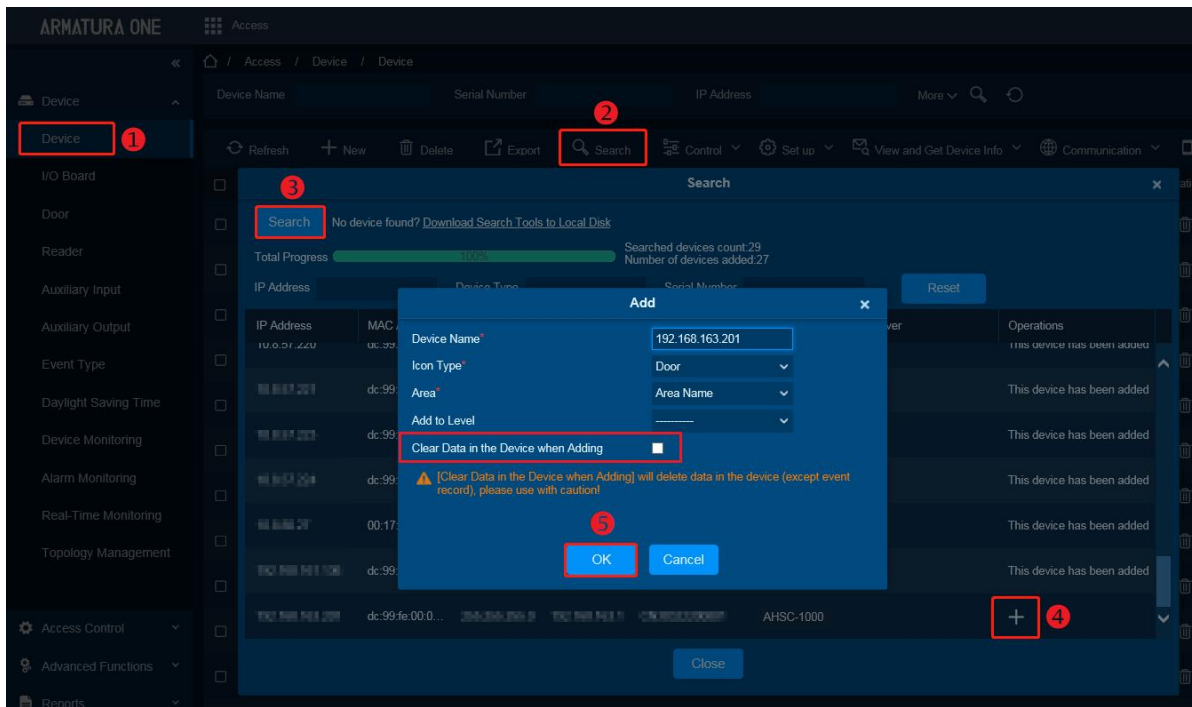 ARMATURA ONE
Access
«
/ Access / Device / Device
Device
Device Name
Serial Number
IP Address
More
Device
1
2
Refresh
New
Delete
Export
Search
Control
Set up
View and Get Device Info
Communication
I/O Board
Door
Reader
Auxiliary Input
Auxiliary Output
Event Type
Daylight Saving Time
Device Monitoring
Alarm Monitoring
Real-Time Monitoring
Topology Management
Access Control
Advanced Functions
Reports
Search
×
3
Search
No device found? Download Search Tools to Local Disk
Total Progress
100%
Searched devices count:29
Number of devices added:27
IP Address
Device Type
Serial Number
Reset
IP Address
MAC
ver
Operations
10.8.57.220
dc:99:
This device has been added
dc:99:
This device has been added
dc:99:
This device has been added
dc:99:
This device has been added
00:17:
This device has been added
dc:99:
This device has been added
dc:99:fe:00:0...
AHSC-1000
+
4
Close
Add
×
Device Name*
192.168.163.201
Icon Type*
Door
Area*
Area Name
Add to Level
----------
Clear Data in the Device when Adding
[Clear Data in the Device when Adding] will delete data in the device (except event
record), please use with caution!
5
OK
Cancel